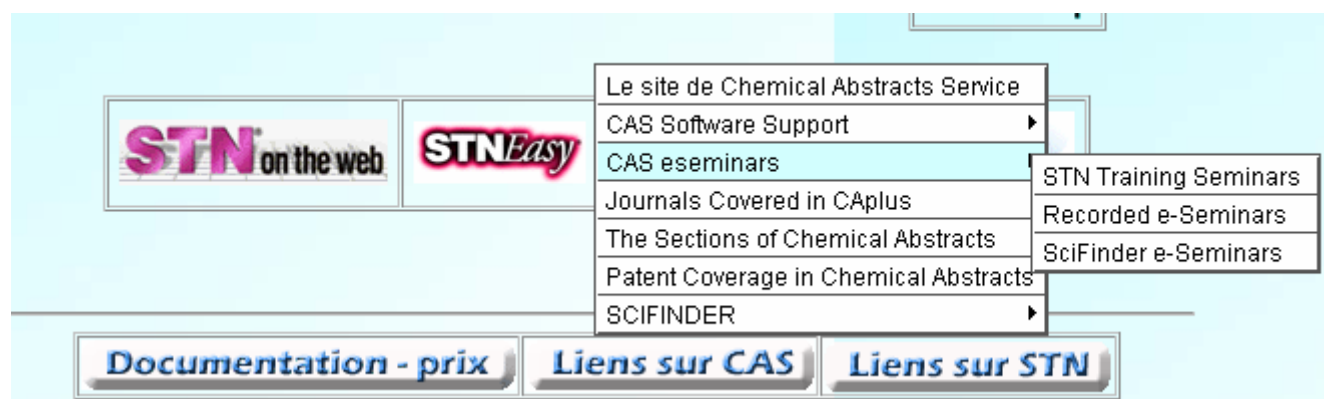 STN on the web
STNEasy
Le site de Chemical Abstracts Service
CAS Software Support
CAS eseminars
Journals Covered in CAplus
The Sections of Chemical Abstracts
Patent Coverage in Chemical Abstracts
SCIFINDER
STN Training Seminars
Recorded e-Seminars
SciFinder e-Seminars
Documentation - prix
Liens sur CAS
Liens sur STN